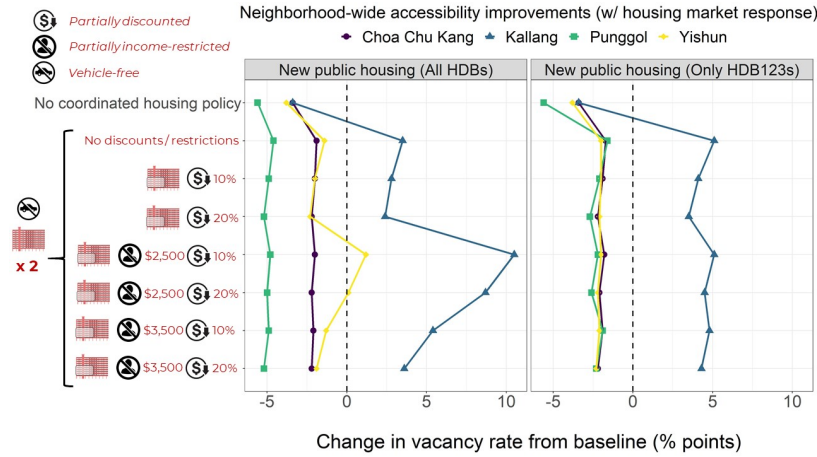 Neighborhood-wide accessibility improvements (w/ housing market response)
Choa Chu Kang Kallang Punggol Yishun
Partially discounted
Partially income-restricted
Vehicle-free
New public housing (All HDBs) New public housing (Only HDB123s)
No coordinated housing policy
No discounts/restrictions
$ 10%
$ 20%
$2,500 $ 10%
$2,500 $ 20%
$3,500 $ 10%
$3,500 $ 20%
x 2
-5 0 5 10 -5 0 5 10
Change in vacancy rate from baseline (% points)